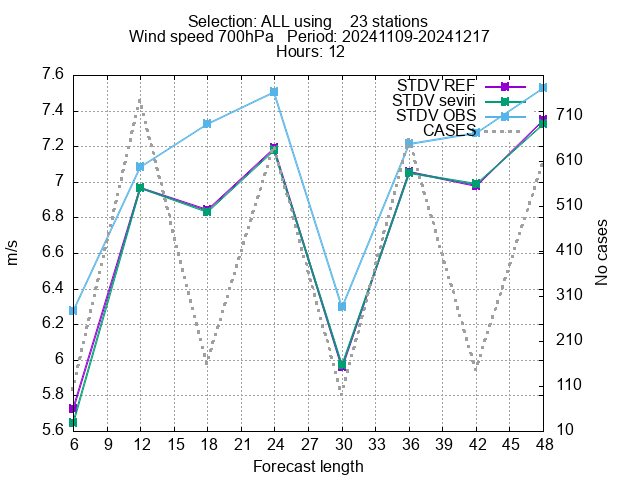 Selection: ALL using    23 stations
Wind speed 700hPa   Period: 20241109-20241217
Hours: 12
STDV REF
STDV seviri
STDV OBS
CASES
7.6
7.4
7.2
7
6.8
6.6
6.4
6.2
6
5.8
5.6
m/s
710
610
510
410
310
210
110
10
No cases
6 9 12 15 18 21 24 27 30 33 36 39 42 45 48
Forecast length